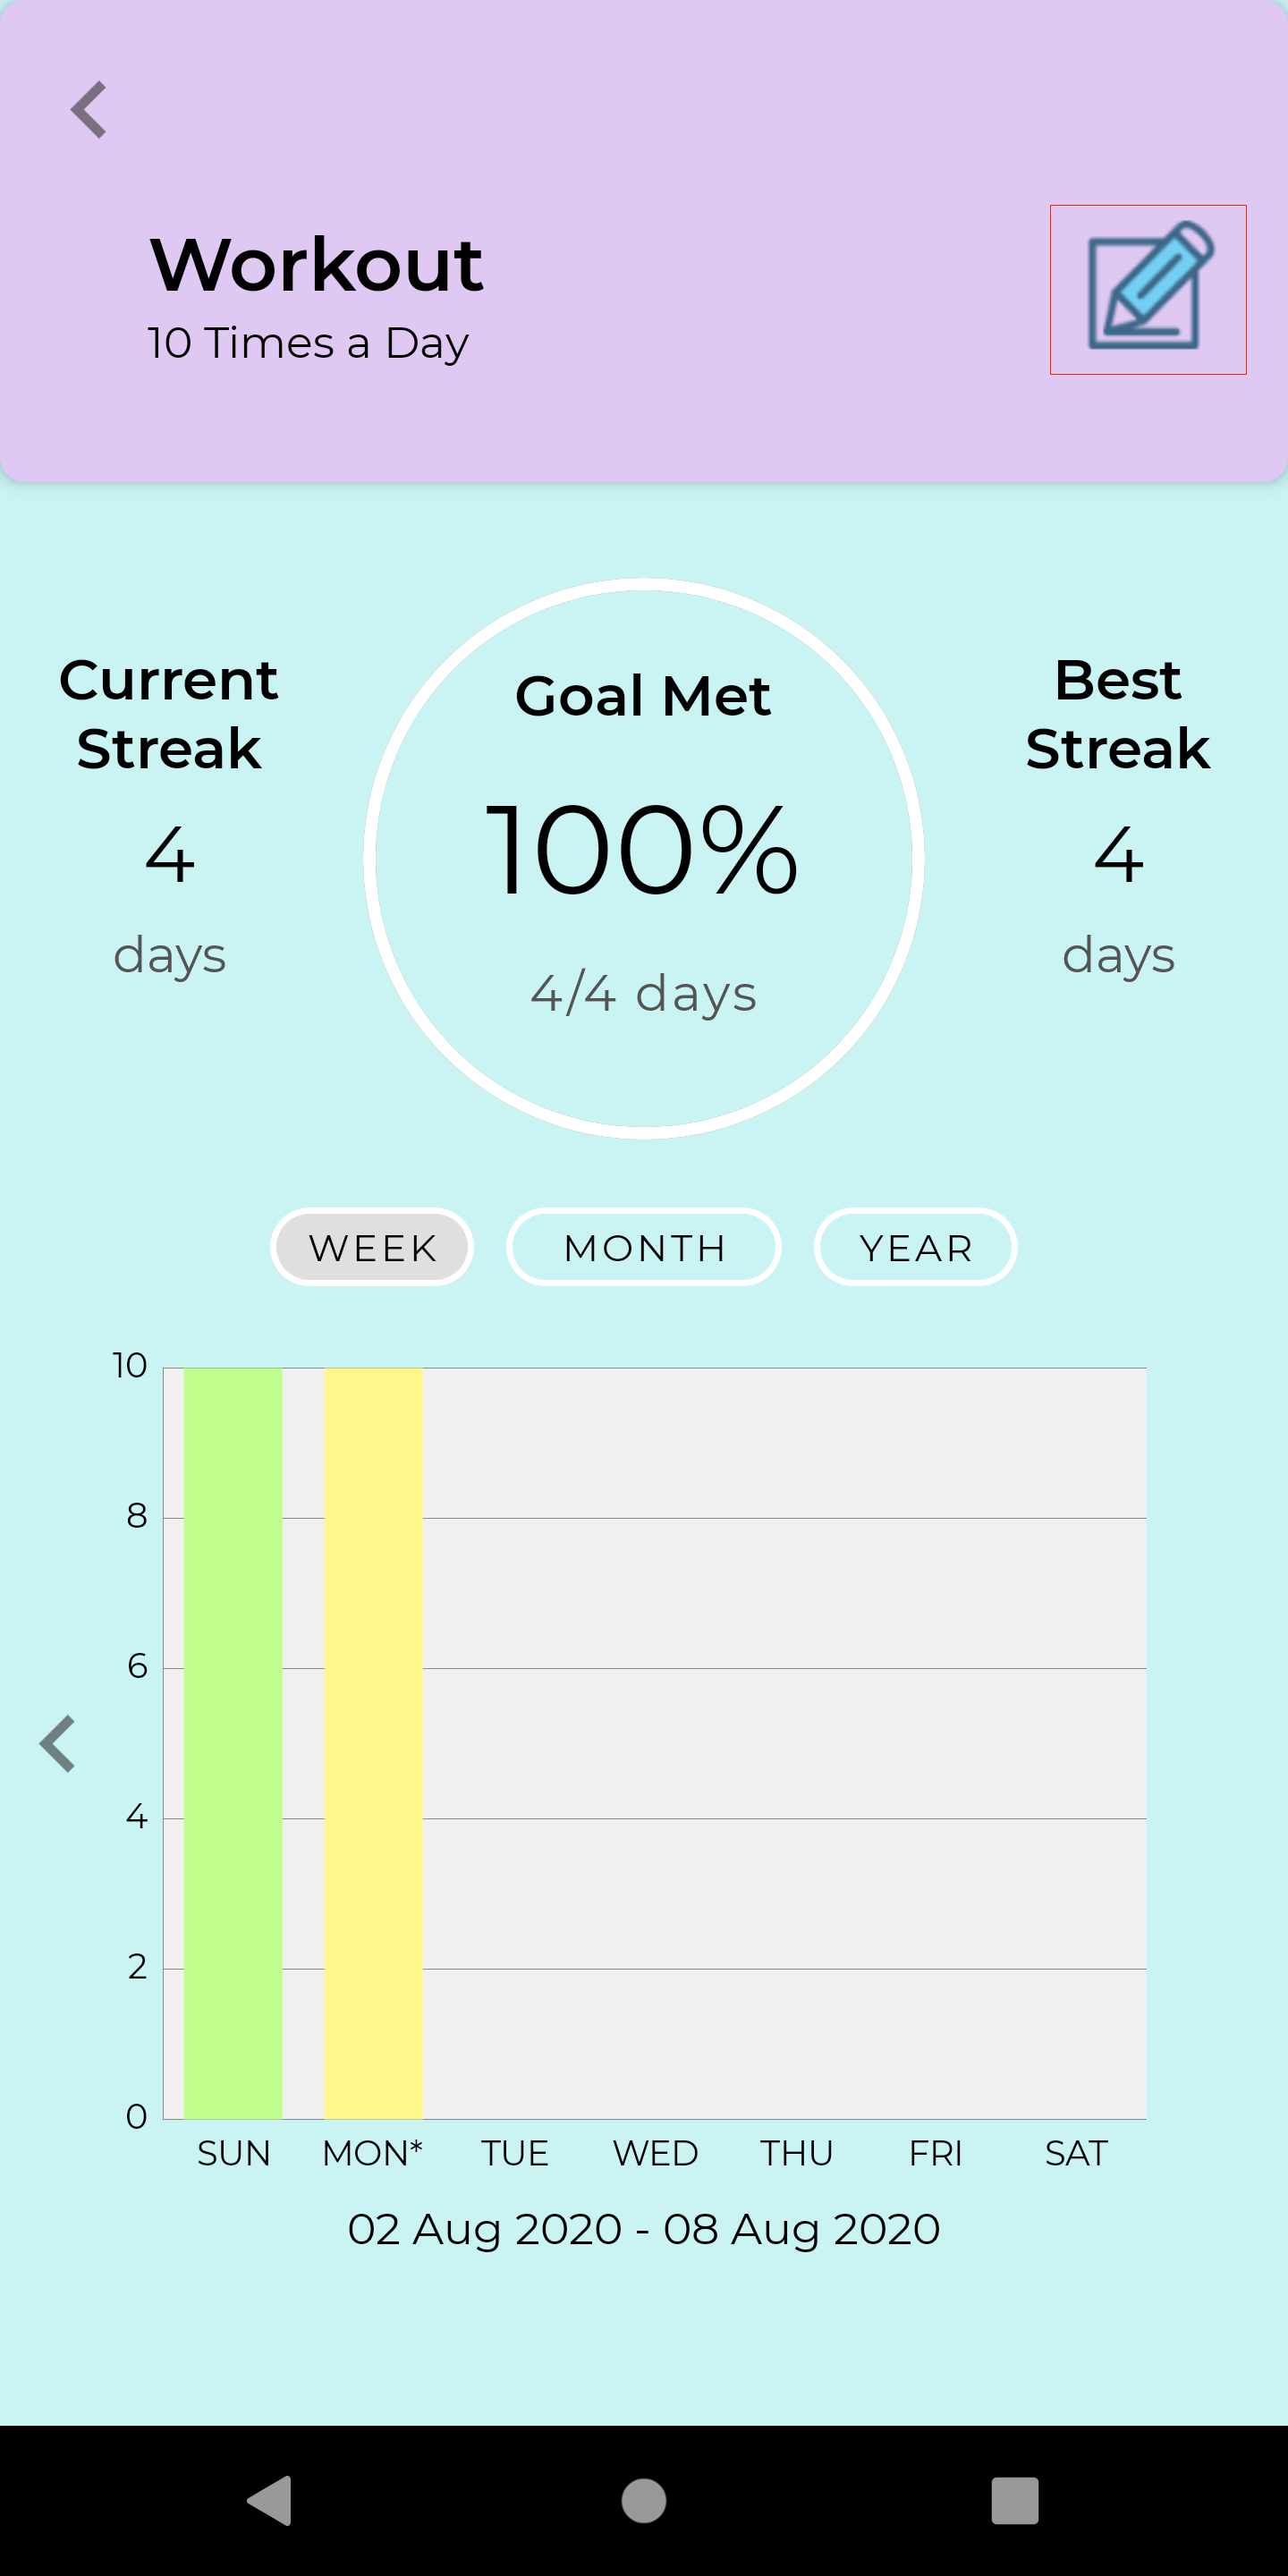 Workout
10 Times a Day
Current
Streak
4
days
Goal Met
100%
4/4 days
Best
Streak
4
days
WEEK MONTH YEAR
10
8
6
4
2
0
SUN MON* TUE WED THU FRI SAT
02 Aug 2020 - 08 Aug 2020